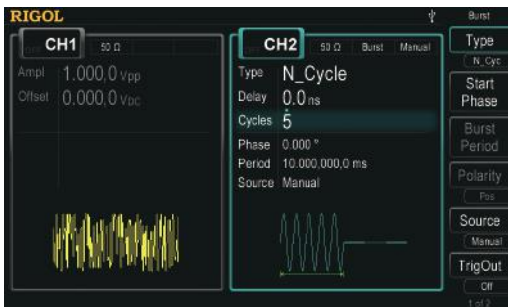 RIGOL
Burst
OFF CH1 50 Ω
Ampl 1.000,0 Vpp
Offset 0.000,0 VDC
OFF CH2 50 Ω Burst Manual
Type N_Cycle
Delay 0.0 ns
Cycles 5
Phase 0.000 °
Period 10.000,000,0 ms
Source Manual
Type
N_Cyc
Start
Phase
Burst
Period
Polarity
Pos
Source
Manual
TrigOut
Off
1 of 2